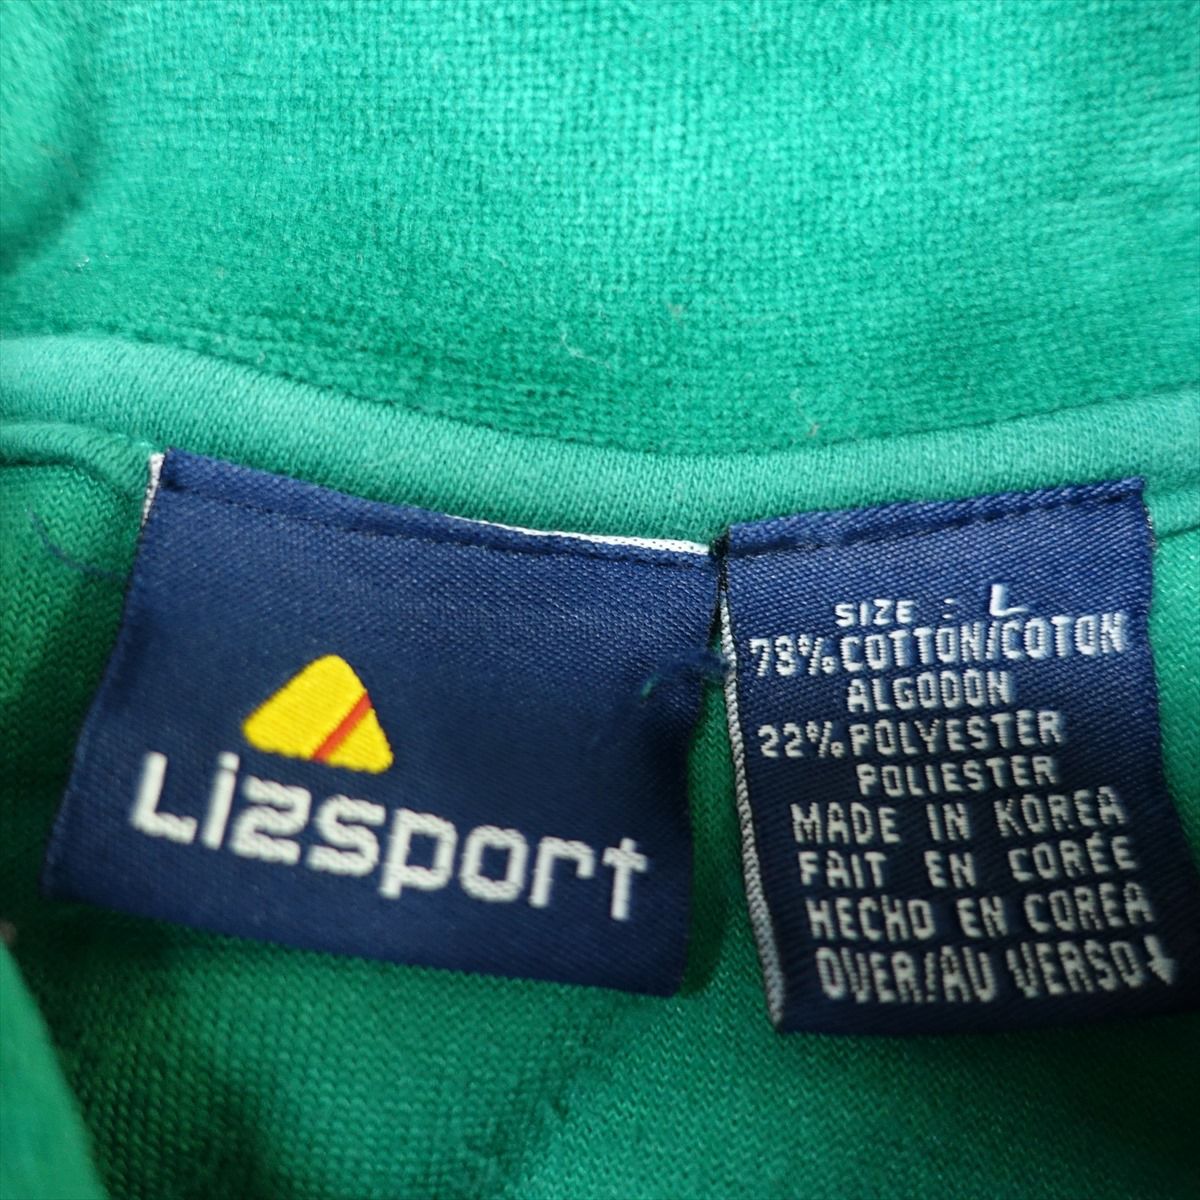 Lizsport
SIZE : L
78% COTTON/COTON
ALGODON
22% POLYESTER
POLIESTER
MADE IN KOREA
FAIT EN CORÉE
HECHO EN COREA
OVER/AU VERSO↓